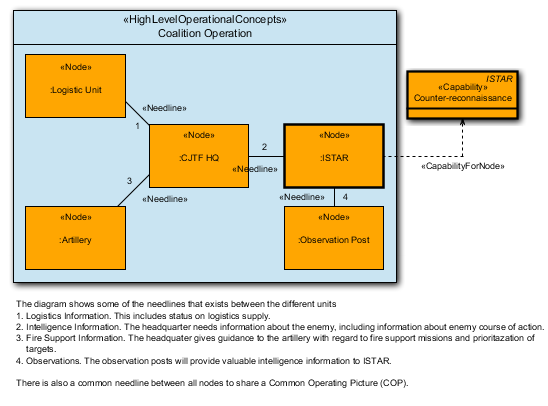 «HighLevelOperationalConcepts»
Coalition Operation
ISTAR
«Capability»
Counter-reconnaissance
«Node»
:Logistic Unit
«Needline»
1
«Node»
:CJTF HQ
2
«Needline»
«Node»
:ISTAR
«CapabilityForNode»
3
«Needline»
«Needline»
4
«Node»
:Artillery
«Node»
:Observation Post
The diagram shows some of the needlines that exists between the different units
1. Logistics Information. This includes status on logistics supply.
2. Intelligence Information. The headquarter needs information about the enemy, including information about enemy course of action.
3. Fire Support Information. The headquater gives guidance to the artillery with regard to fire support missions and prioritazation of
targets.
4. Observations. The observation posts will provide valuable intelligence information to ISTAR.
There is also a common needline between all nodes to share a Common Operating Picture (COP).